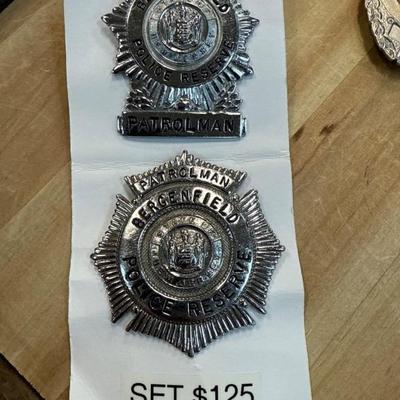 POLICE RESERVE
PATROLMAN
PATROLMAN
BERGENFIELD
POLICE RESERVE
SET $125